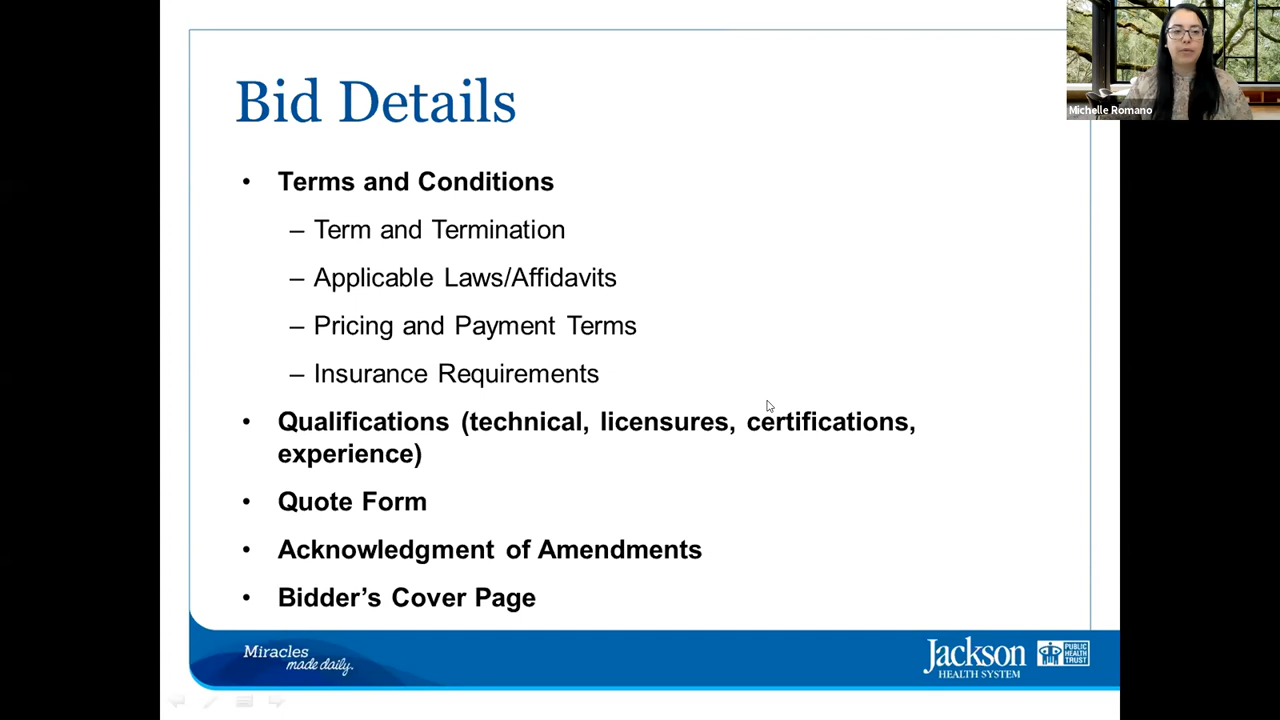 Bid Details
• Terms and Conditions
– Term and Termination
– Applicable Laws/Affidavits
– Pricing and Payment Terms
– Insurance Requirements
• Qualifications (technical, licensures, certifications,
experience)
• Quote Form
• Acknowledgment of Amendments
• Bidder’s Cover Page
Michelle Romano
Miracles
made daily.
Jackson
HEALTH SYSTEM
PUBLIC
HEALTH
TRUST